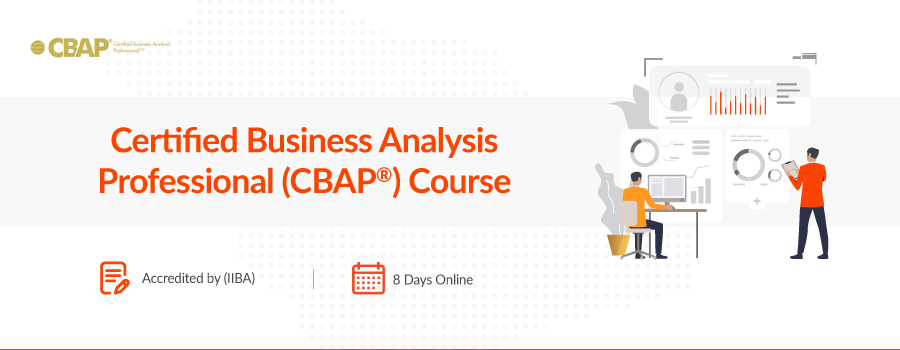 CBAP®
Certified Business Analysis
Professional™
Certified Business Analysis
Professional (CBAP®) Course
Accredited by (IIBA)
8 Days Online